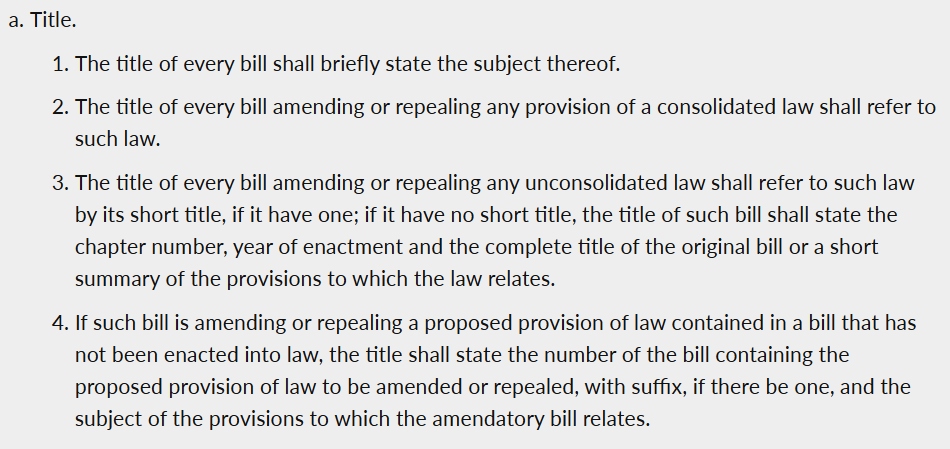 a. Title.
1. The title of every bill shall briefly state the subject thereof.
2. The title of every bill amending or repealing any provision of a consolidated law shall refer to
such law.
3. The title of every bill amending or repealing any unconsolidated law shall refer to such law
by its short title, if it have one; if it have no short title, the title of such bill shall state the
chapter number, year of enactment and the complete title of the original bill or a short
summary of the provisions to which the law relates.
4. If such bill is amending or repealing a proposed provision of law contained in a bill that has
not been enacted into law, the title shall state the number of the bill containing the
proposed provision of law to be amended or repealed, with suffix, if there be one, and the
subject of the provisions to which the amendatory bill relates.